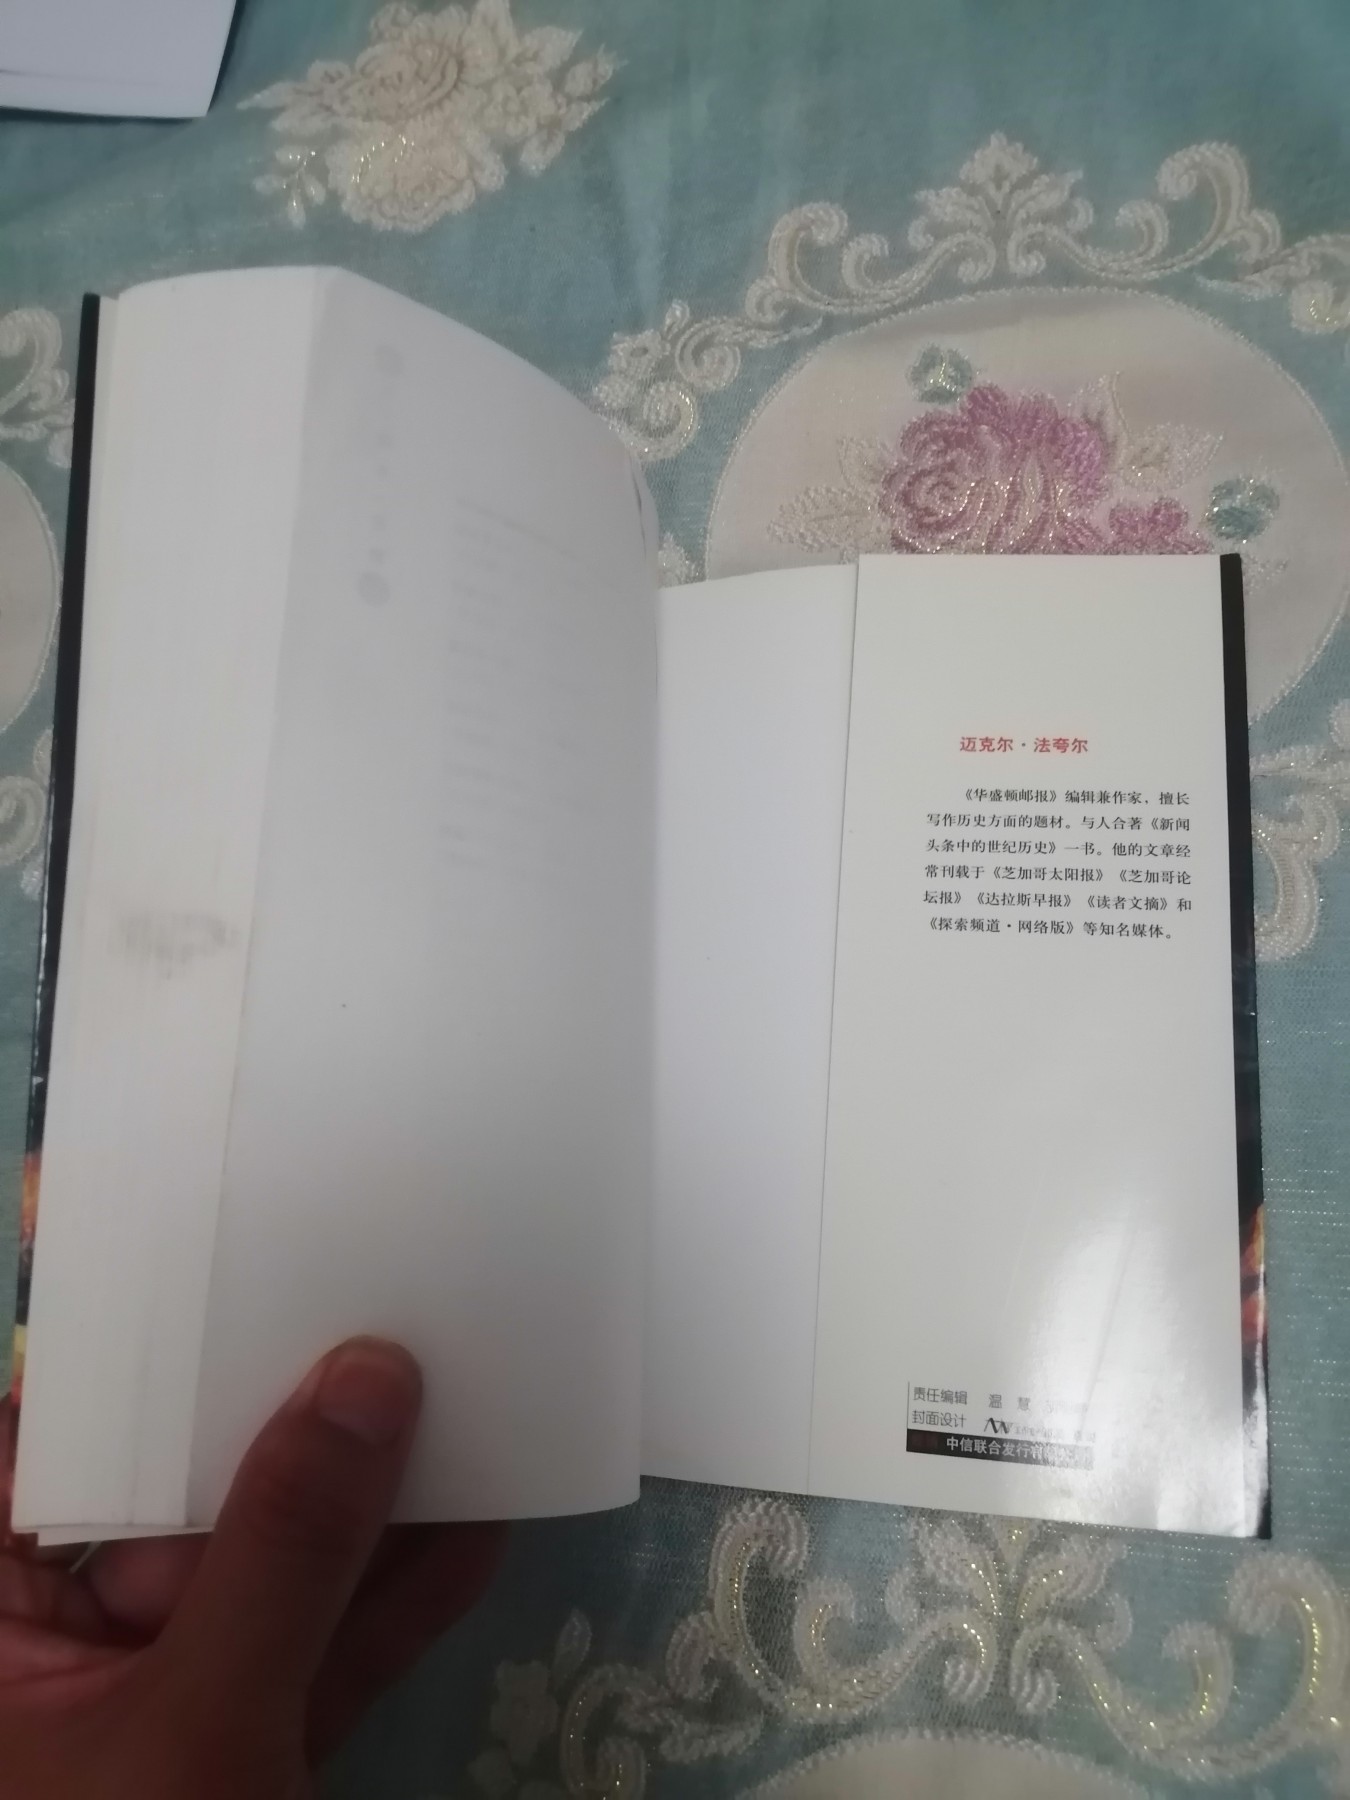 迈克尔·法夸尔
《华盛顿邮报》编辑兼作家，擅长
写作历史方面的题材。与人合著《新闻
头条中的世纪历史》一书。他的文章经
常刊载于《芝加哥太阳报》《芝加哥论
坛报》《达拉斯早报》《读者文摘》和
《探索频道·网络版》等知名媒体。
责任编辑 温 慧
封面设计
中信联合发行有